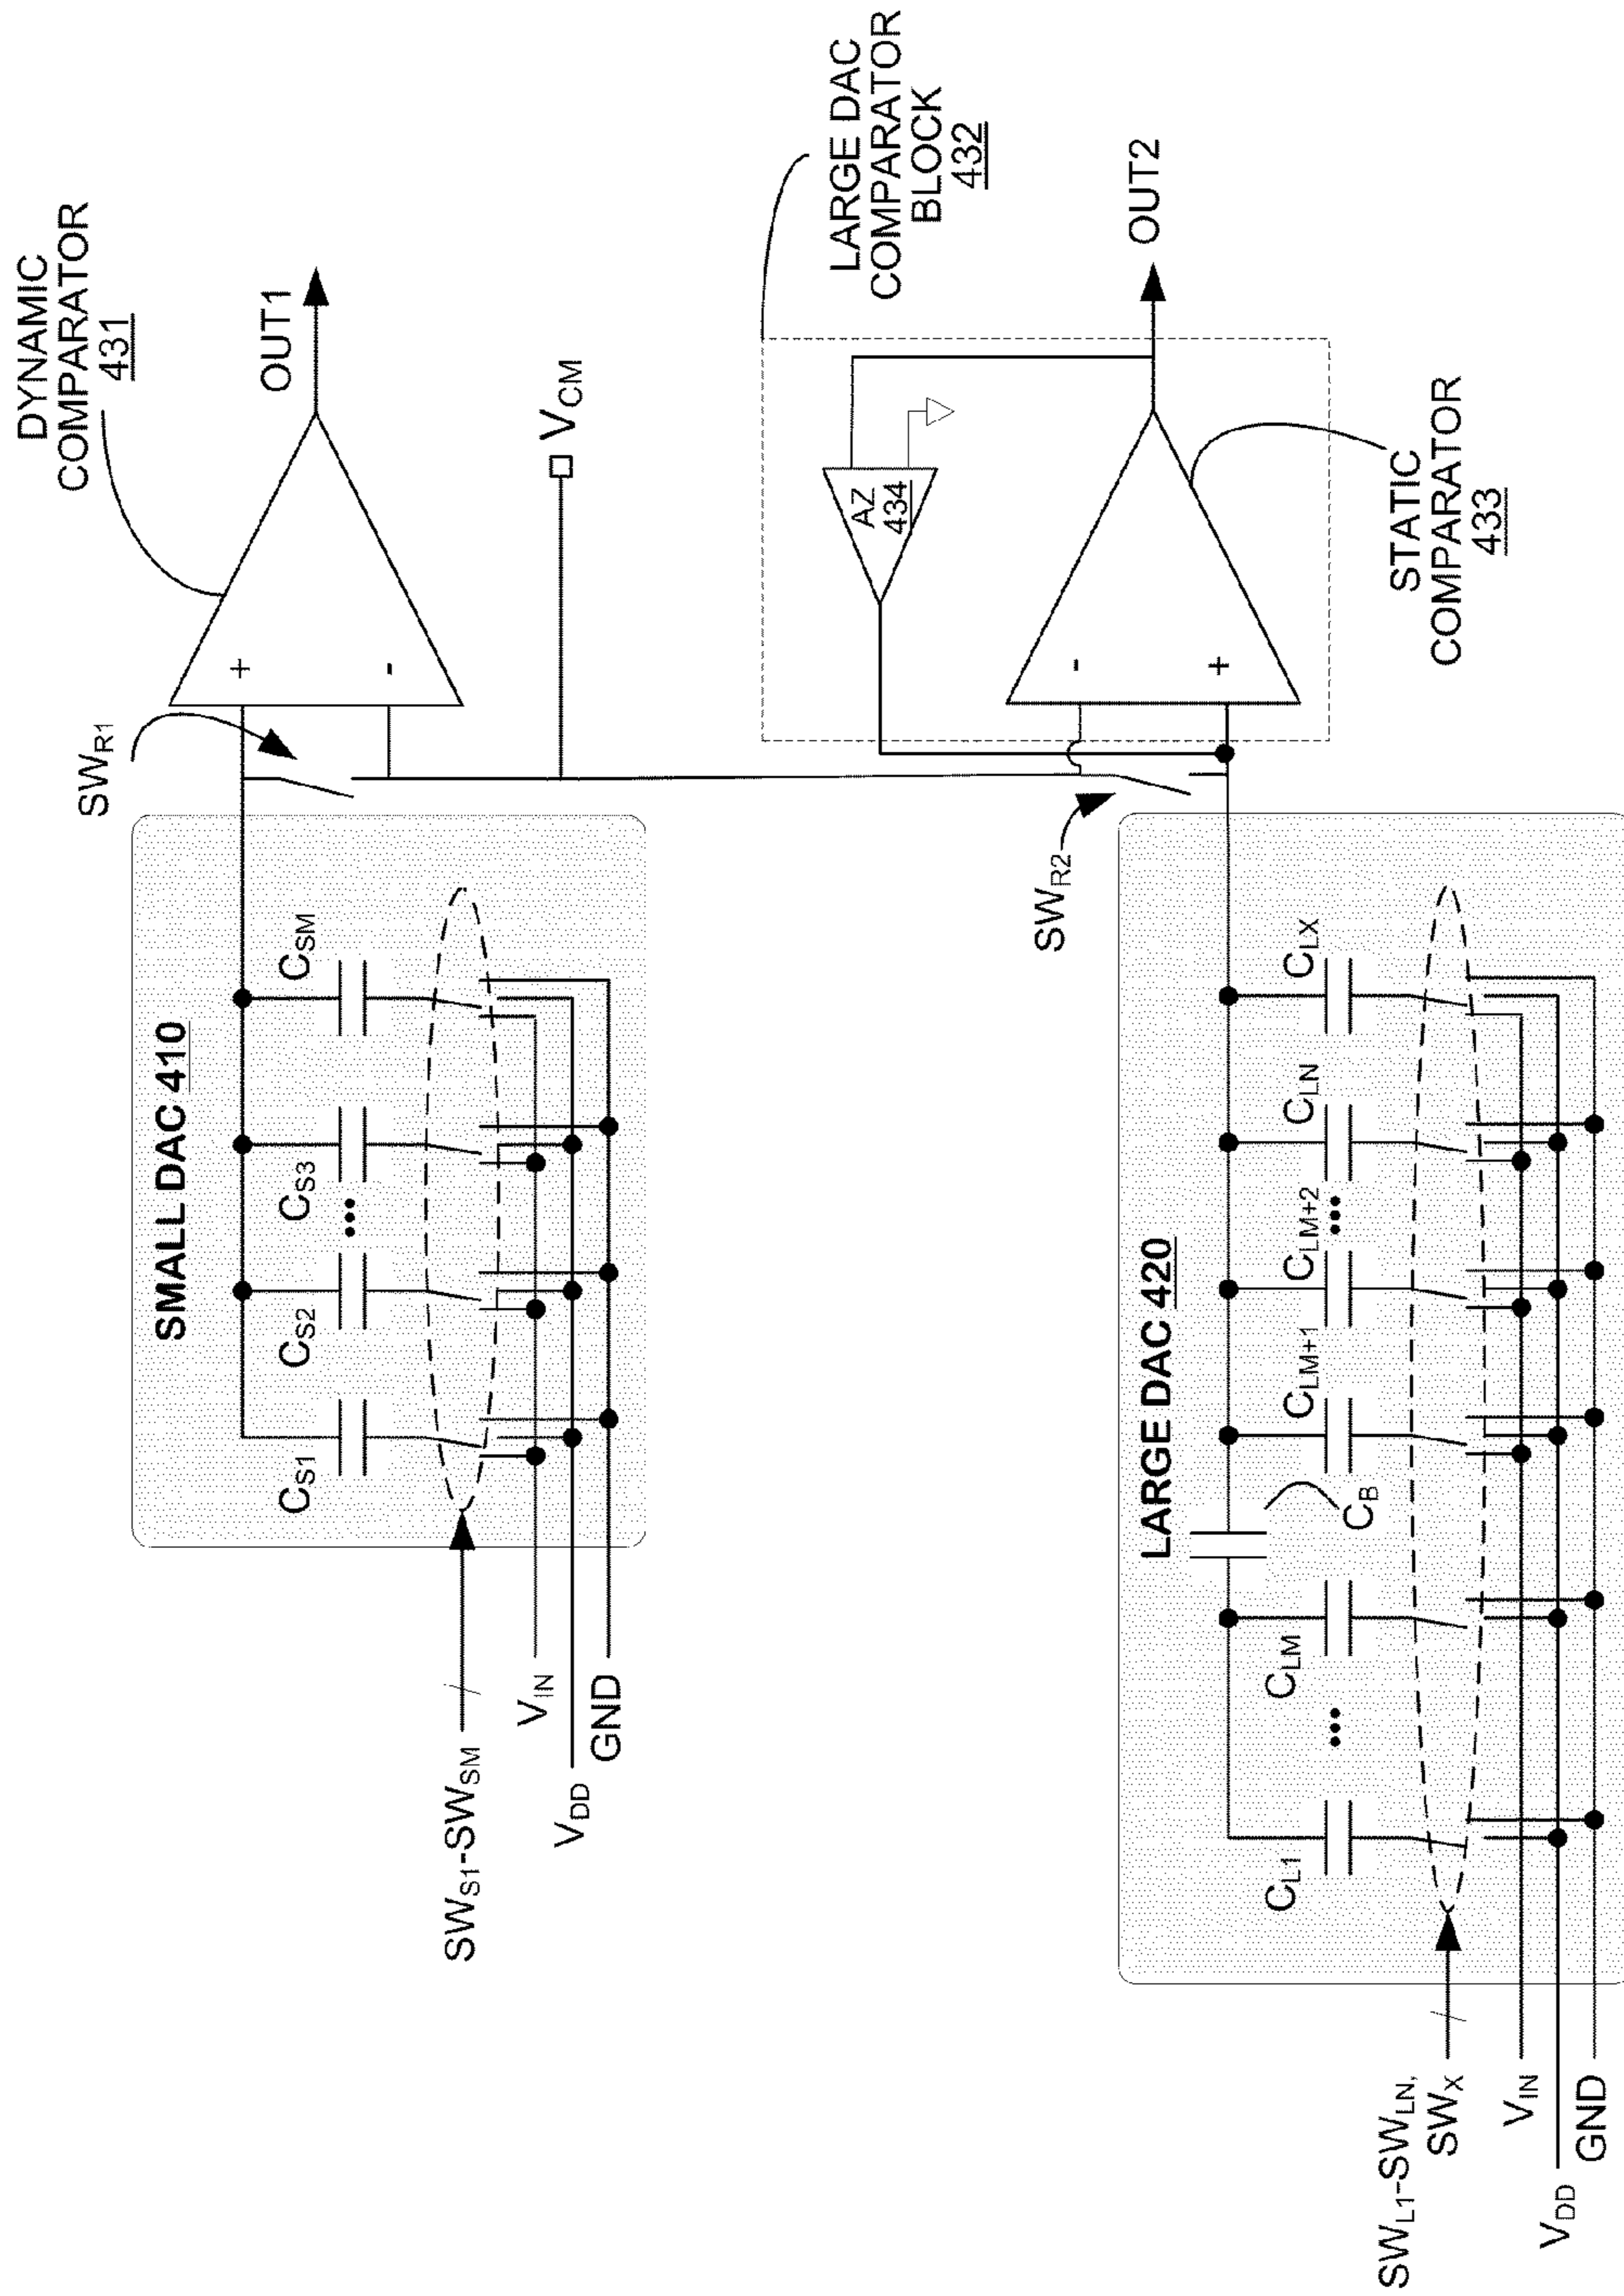 DYNAMIC
COMPARATOR
431
OUT1
SW_R1
+
-
V_CM
SMALL DAC 410
C_S1
C_S2
•••
C_S3
C_SM
SW_S1-SW_SM
V_IN
V_DD
GND
LARGE DAC
COMPARATOR
BLOCK
432
AZ
434
OUT2
-
+
STATIC
COMPARATOR
433
SW_R2
LARGE DAC 420
C_L1
•••
C_LM
C_B
C_LM+1
C_LM+2
•••
C_LN
C_LX
SW_L1-SW_LN,
SW_X
V_IN
V_DD
GND